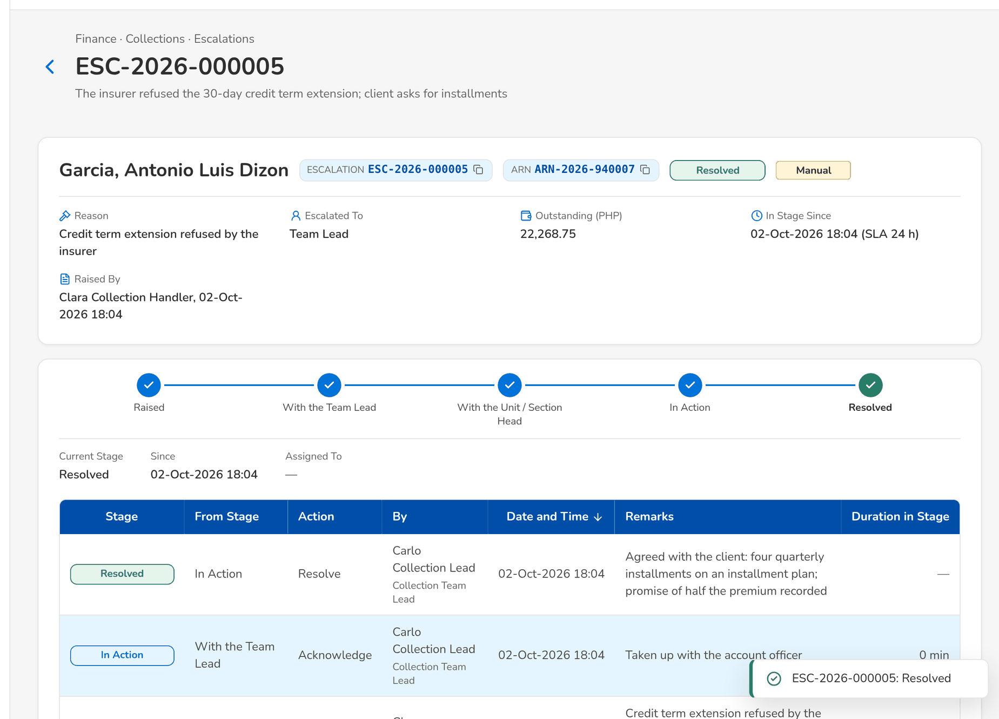 Finance · Collections · Escalations
ESC-2026-000005
The insurer refused the 30-day credit term extension; client asks for installments
Garcia, Antonio Luis Dizon
ESCALATION ESC-2026-000005
ARN ARN-2026-940007
Resolved
Manual
Reason
Credit term extension refused by the
insurer
Escalated To
Team Lead
Outstanding (PHP)
22,268.75
In Stage Since
02-Oct-2026 18:04 (SLA 24 h)
Raised By
Clara Collection Handler, 02-Oct-
2026 18:04
Raised
With the Team Lead
With the Unit / Section
Head
In Action
Resolved
Current Stage
Resolved
Since
02-Oct-2026 18:04
Assigned To
—
Stage
From Stage
Action
By
Date and Time
Remarks
Duration in Stage
Resolved
In Action
Resolve
Carlo
Collection Lead
Collection Team
Lead
02-Oct-2026 18:04
Agreed with the client: four quarterly
installments on an installment plan;
promise of half the premium recorded
—
In Action
With the Team
Lead
Acknowledge
Carlo
Collection Lead
Collection Team
Lead
02-Oct-2026 18:04
Taken up with the account officer
0 min
ESC-2026-000005: Resolved
Credit term extension refused by the